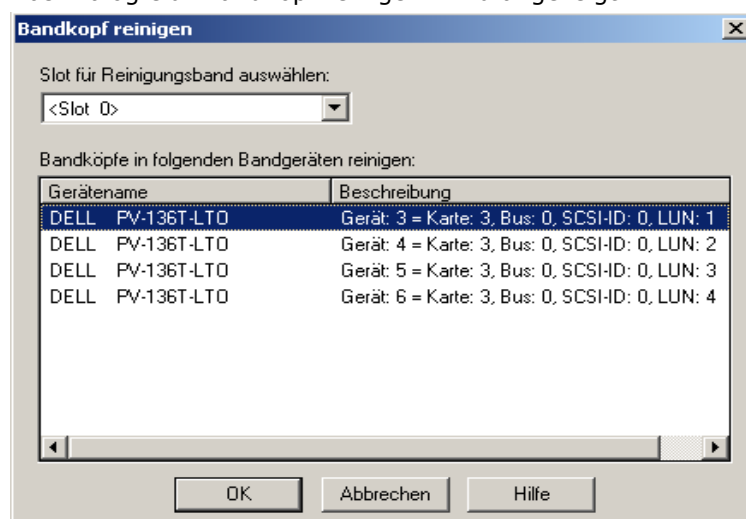 Bandkopf reinigen
Slot für Reinigungsband auswählen:
<Slot 0>
Bandköpfe in folgenden Bandgeräten reinigen:
Gerätename Beschreibung
DELL PV-136T-LTO Gerät: 3 = Karte: 3, Bus: 0, SCSI-ID: 0, LUN: 1
DELL PV-136T-LTO Gerät: 4 = Karte: 3, Bus: 0, SCSI-ID: 0, LUN: 2
DELL PV-136T-LTO Gerät: 5 = Karte: 3, Bus: 0, SCSI-ID: 0, LUN: 3
DELL PV-136T-LTO Gerät: 6 = Karte: 3, Bus: 0, SCSI-ID: 0, LUN: 4
OK Abbrechen Hilfe